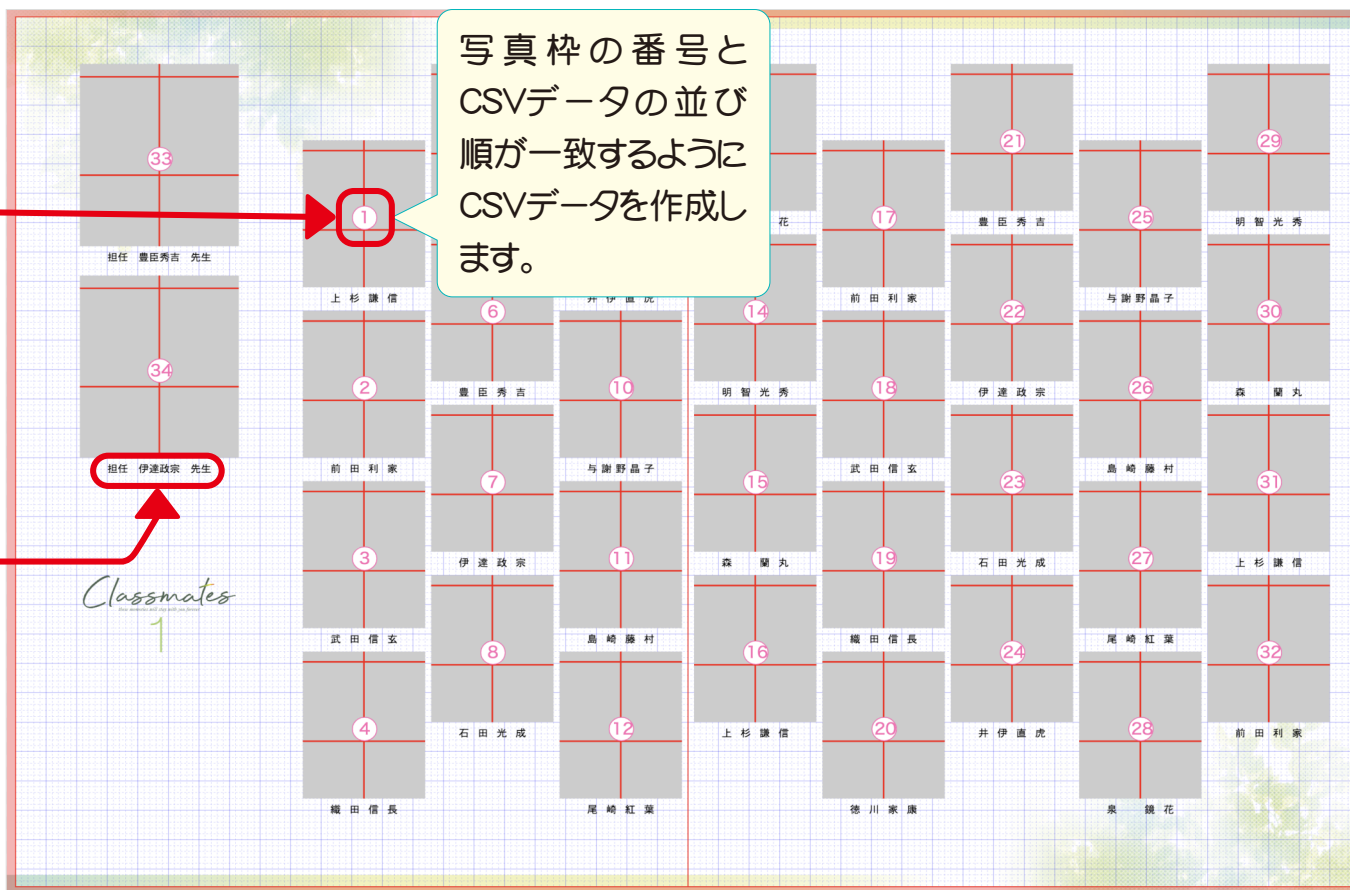 写真枠の番号と
CSVデータの並び
順が一致するように
CSVデータを作成し
ます。
33
担任 豊臣秀吉 先生
34
担任 伊達政宗 先生
Classmates
1
1
上杉謙信
2
前田利家
3
武田信玄
4
織田信長
6
豊臣秀吉
7
伊達政宗
8
石田光成
井伊直虎
10
与謝野晶子
11
島崎藤村
12
尾崎紅葉
花
14
明智光秀
15
森 蘭丸
16
上杉謙信
17
前田利家
18
武田信玄
19
織田信長
20
徳川家康
21
豊臣秀吉
22
伊達政宗
23
石田光成
24
井伊直虎
25
与謝野晶子
26
島崎藤村
27
尾崎紅葉
28
泉 鏡花
29
明智光秀
30
森 蘭丸
31
上杉謙信
32
前田利家